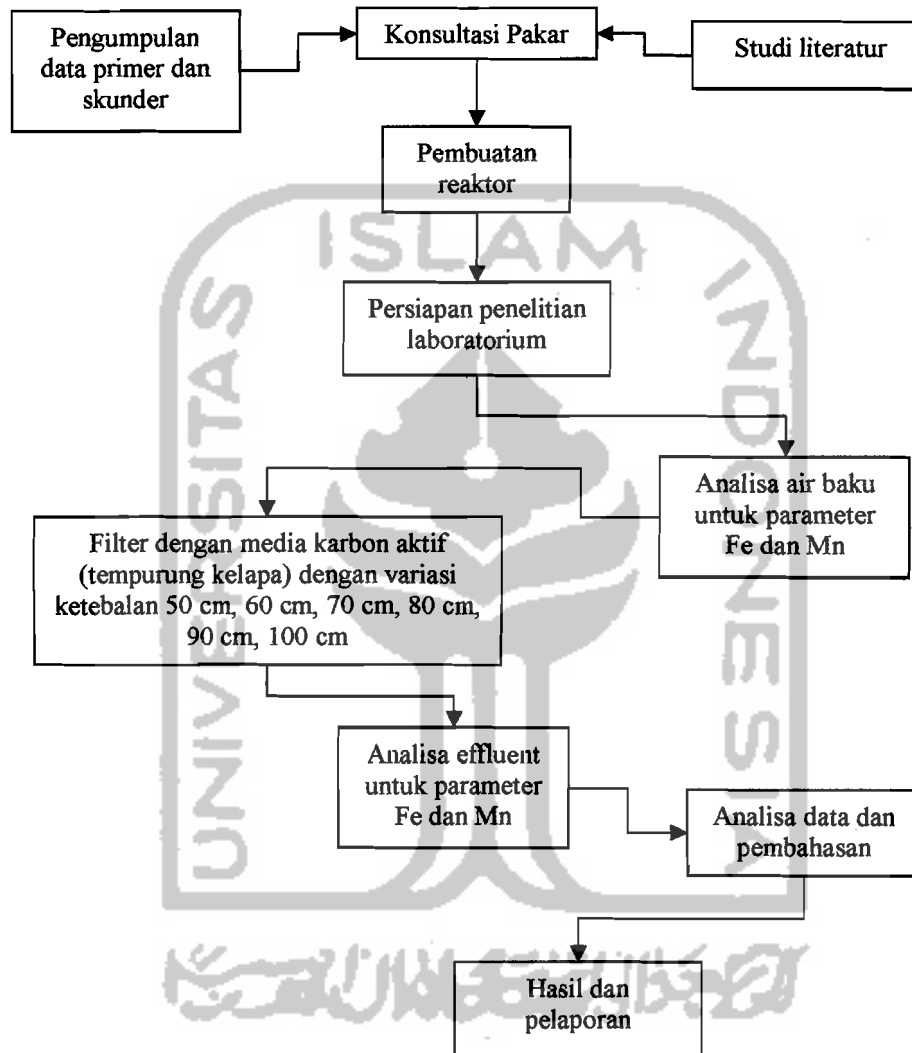 Pengumpulan
data primer dan
skunder
Konsultasi Pakar
Studi literatur
Pembuatan
reaktor
Persiapan penelitian
laboratorium
Analisa air baku
untuk parameter
Fe dan Mn
Filter dengan media karbon aktif
(tempurung kelapa) dengan variasi
ketebalan 50 cm, 60 cm, 70 cm, 80 cm,
90 cm, 100 cm
Analisa effluent
untuk parameter
Fe dan Mn
Analisa data dan
pembahasan
Hasil dan
pelaporan
UNIVERSITAS
ISLAM
INDONESIA